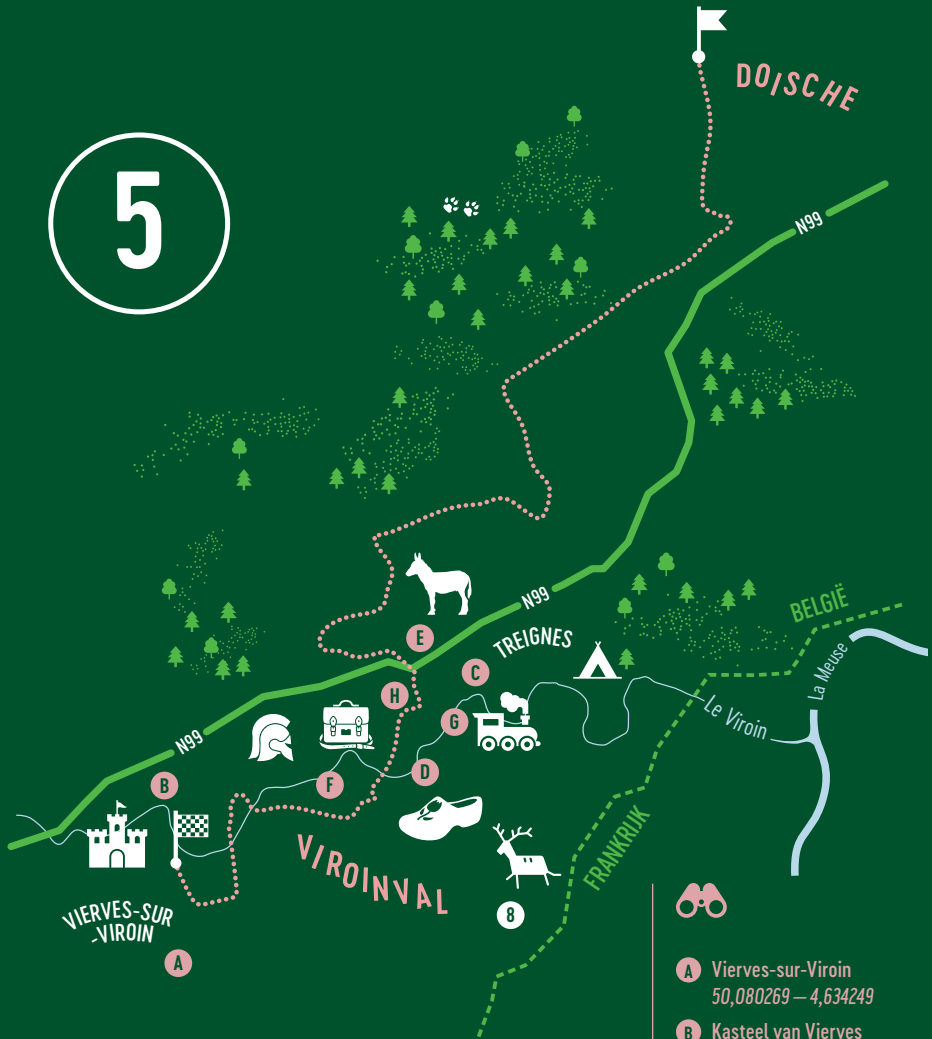 DOISCHE
5
N99
N99
BELGIË
E
TREIGNES
La Meuse
C
H
Le Viroin
G
N99
D
B
F
FRANKRIJK
VIROINVAL
VIERVES-SUR
-VIROIN
8
A
A Vierves-sur-Viroin
50,080269 – 4,634249
B Kasteel van Vierves